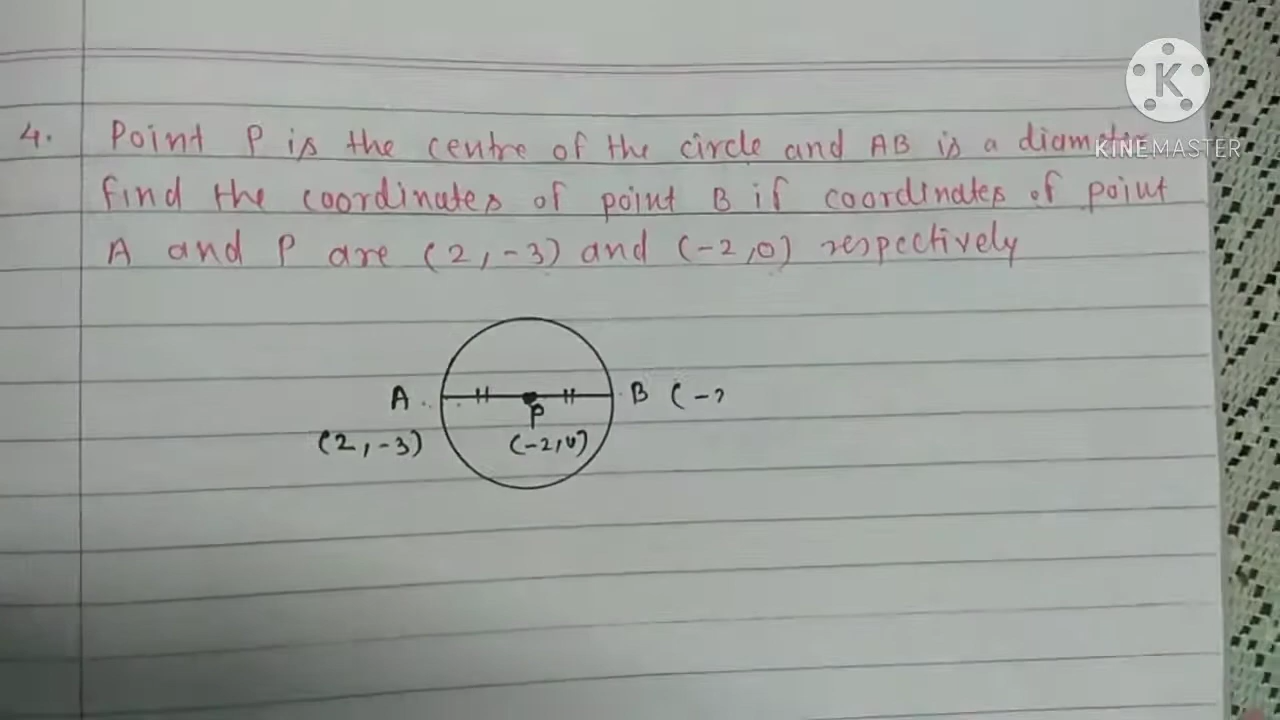 K
KINEMASTER
4. Point P is the centre of the circle and AB is a diameter
find the coordinates of point B if coordinates of point
A and P are (2,-3) and (-2,0) respectively
A B (-
P
(2,-3) (-2,0)